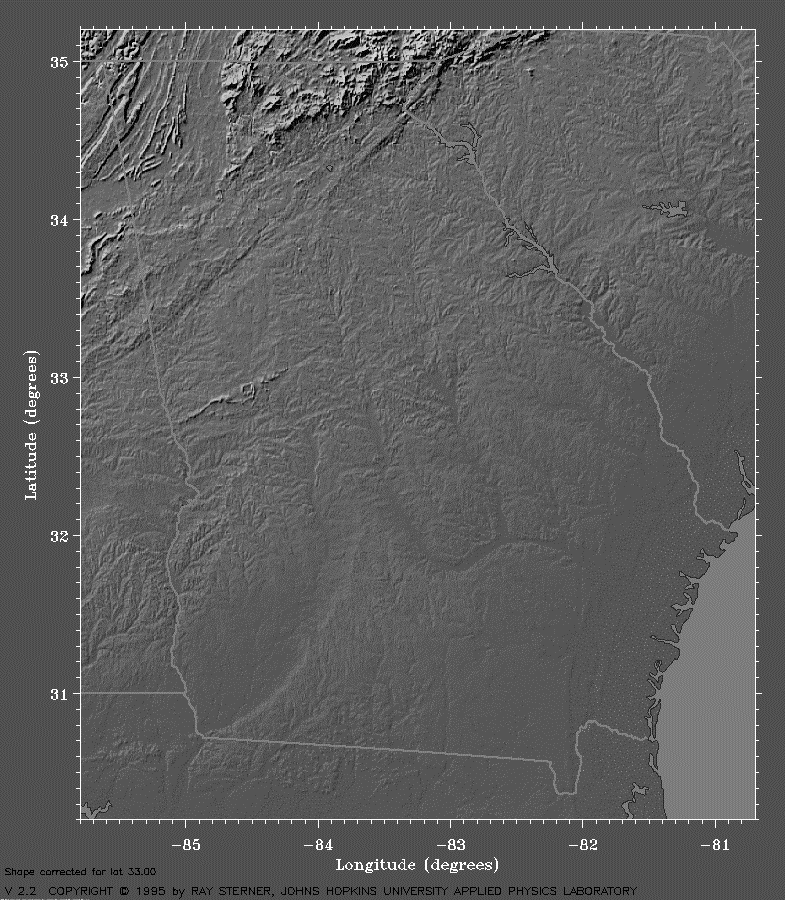 35
34
33
32
31
Latitude (degrees)
-85
-84
-83
-82
-81
Longitude (degrees)
Shape corrected for lat 33.00
V 2.2 COPYRIGHT © 1995 by RAY STERNER, JOHNS HOPKINS UNIVERSITY APPLIED PHYSICS LABORATORY